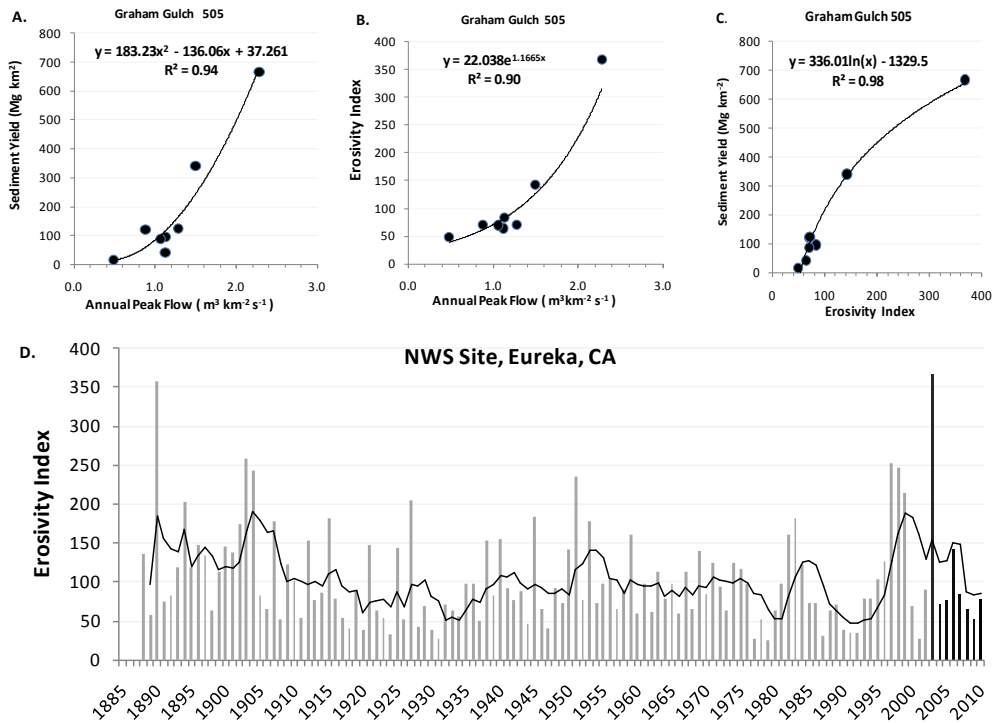 A.
Graham Gulch 505
y = 183.23x² - 136.06x + 37.261
R² = 0.94
Sediment Yield (Mg km²)
800
700
600
500
400
300
200
100
0
0.0 1.0 2.0 3.0
Annual Peak Flow ( m³ km⁻² s⁻¹ )
B.
Graham Gulch 505
y = 22.038e^1.1665x
R² = 0.90
Erosivity Index
400
350
300
250
200
150
100
50
0
0.0 1.0 2.0 3.0
Annual Peak Flow ( m³km⁻² s⁻¹ )
C.
Graham Gulch 505
y = 336.01ln(x) - 1329.5
R² = 0.98
Sediment Yield (Mg km⁻²)
800
700
600
500
400
300
200
100
0
0 100 200 300 400
Erosivity Index
D.
NWS Site, Eureka, CA
Erosivity Index
400
350
300
250
200
150
100
50
0
1885 1890 1895 1900 1905 1910 1915 1920 1925 1930 1935 1940 1945 1950 1955 1960 1965 1970 1975 1980 1985 1990 1995 2000 2005 2010